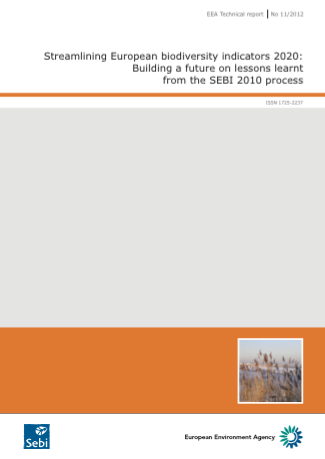 EEA Technical report | No 11/2012
Streamlining European biodiversity indicators 2020:
Building a future on lessons learnt
from the SEBI 2010 process
ISSN 1725-2237
Sebi
European Environment Agency